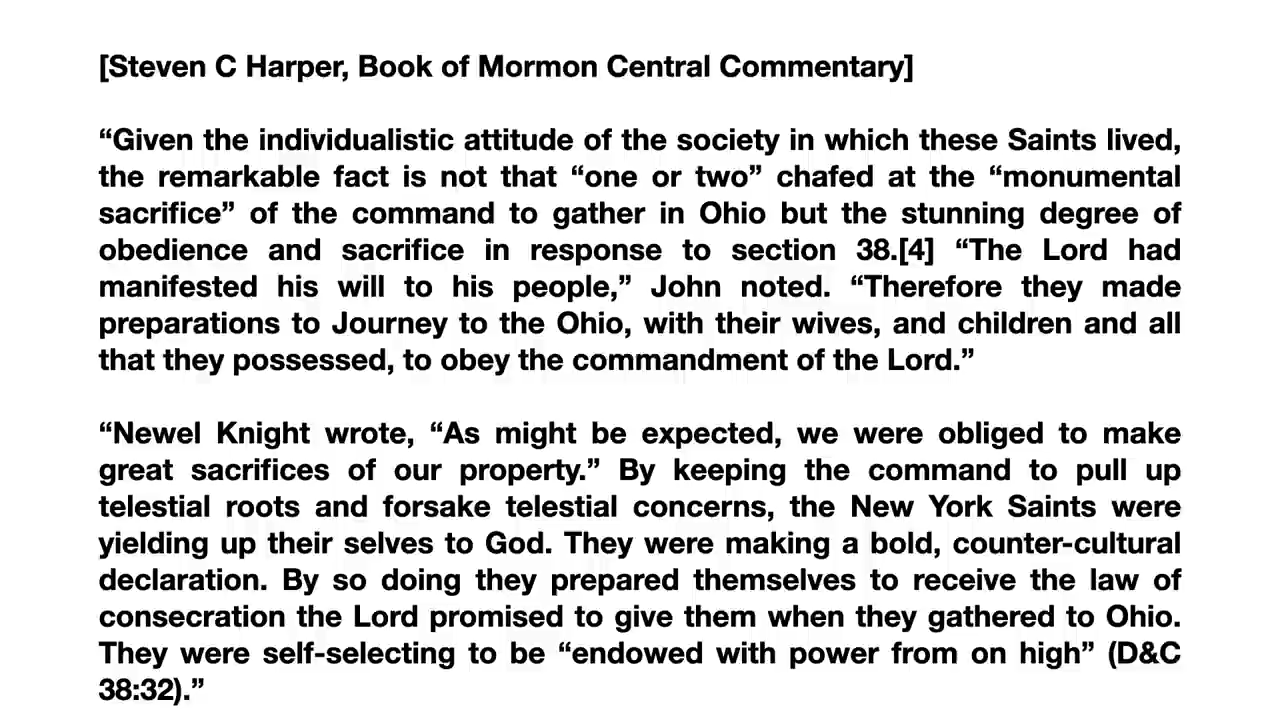 [Steven C Harper, Book of Mormon Central Commentary]
“Given the individualistic attitude of the society in which these Saints lived,
the remarkable fact is not that “one or two” chafed at the “monumental
sacrifice” of the command to gather in Ohio but the stunning degree of
obedience and sacrifice in response to section 38.[4] “The Lord had
manifested his will to his people,” John noted. “Therefore they made
preparations to Journey to the Ohio, with their wives, and children and all
that they possessed, to obey the commandment of the Lord.”
“Newel Knight wrote, “As might be expected, we were obliged to make
great sacrifices of our property.” By keeping the command to pull up
telestial roots and forsake telestial concerns, the New York Saints were
yielding up their selves to God. They were making a bold, counter-cultural
declaration. By so doing they prepared themselves to receive the law of
consecration the Lord promised to give them when they gathered to Ohio.
They were self-selecting to be “endowed with power from on high” (D&C
38:32).”